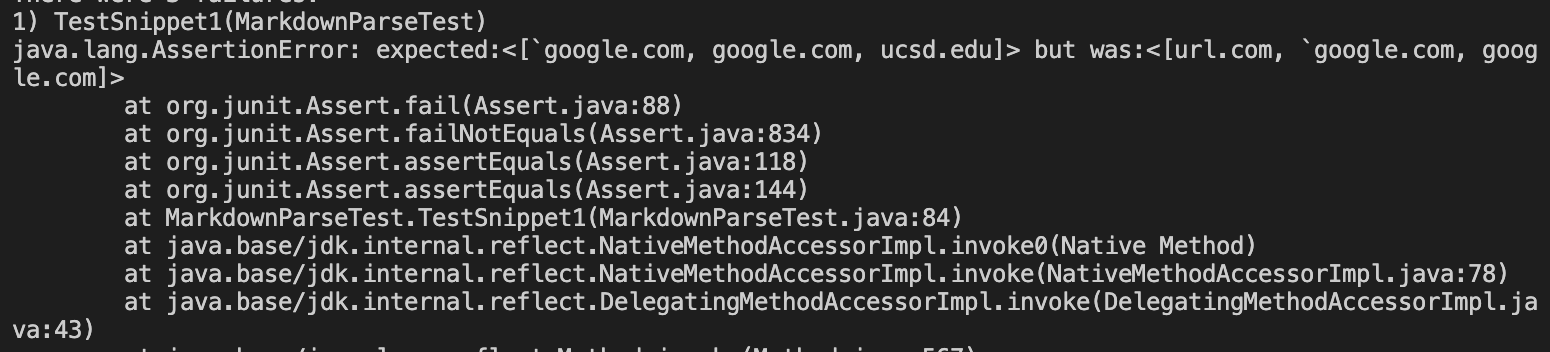 1) TestSnippet1(MarkdownParseTest)
java.lang.AssertionError: expected:<[`google.com, google.com, ucsd.edu]> but was:<[url.com, `google.com, goog
le.com]>
        at org.junit.Assert.fail(Assert.java:88)
        at org.junit.Assert.failNotEquals(Assert.java:834)
        at org.junit.Assert.assertEquals(Assert.java:118)
        at org.junit.Assert.assertEquals(Assert.java:144)
        at MarkdownParseTest.TestSnippet1(MarkdownParseTest.java:84)
        at java.base/jdk.internal.reflect.NativeMethodAccessorImpl.invoke0(Native Method)
        at java.base/jdk.internal.reflect.NativeMethodAccessorImpl.invoke(NativeMethodAccessorImpl.java:78)
        at java.base/jdk.internal.reflect.DelegatingMethodAccessorImpl.invoke(DelegatingMethodAccessorImpl.ja
va:43)